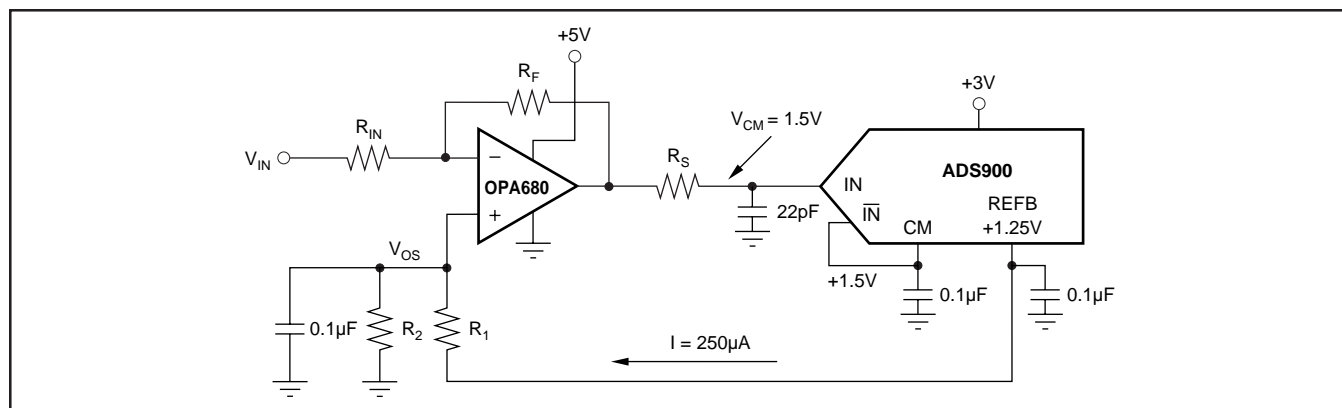 +5V
R_F
+3V
R_IN
V_CM = 1.5V
V_IN
R_S
–
OPA680
+
IN
ADS900
22pF
I̅N̅
REFB
CM
+1.25V
V_OS
+1.5V
0.1µF
0.1µF
0.1µF
R_2
R_1
I = 250µA